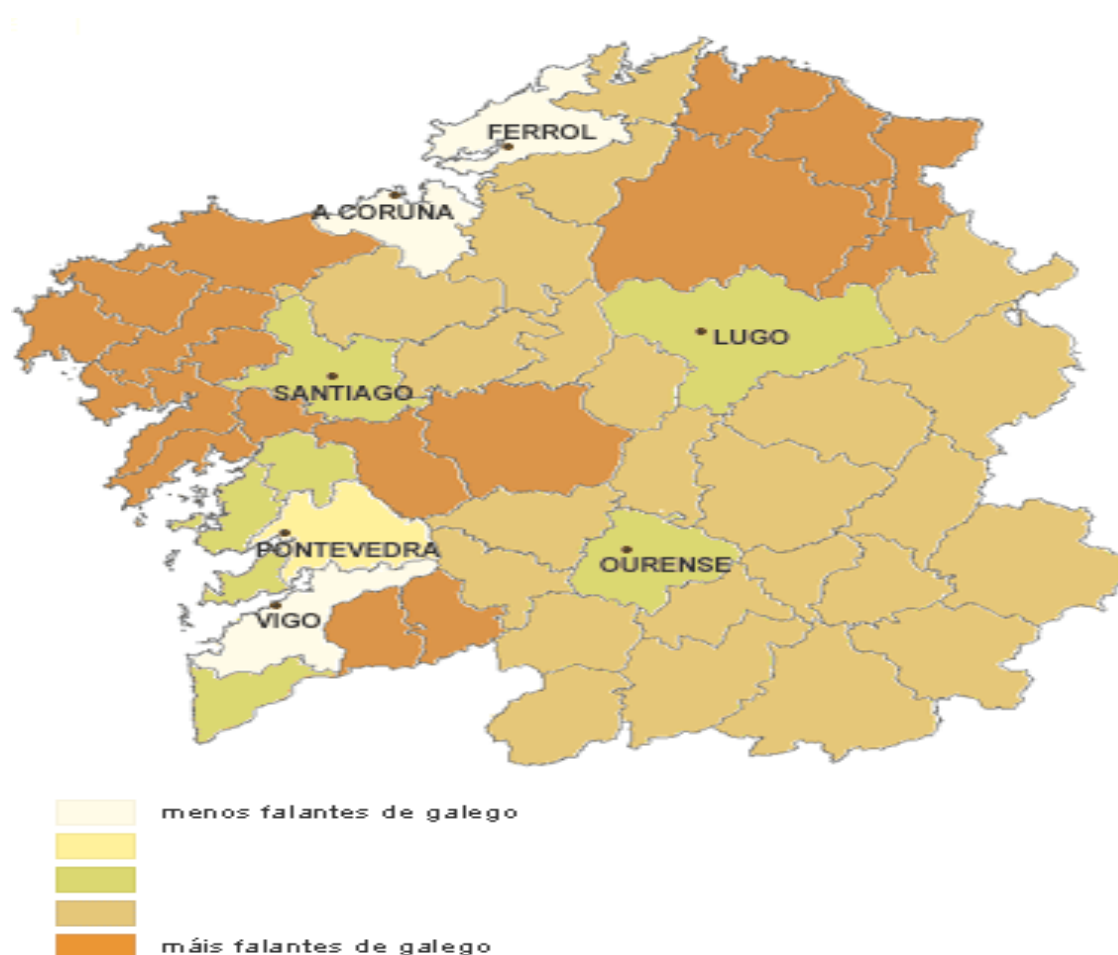 FERROL
A CORUÑA
LUGO
SANTIAGO
PONTEVEDRA
OURENSE
VIGO
menos falantes de galego
máis falantes de galego